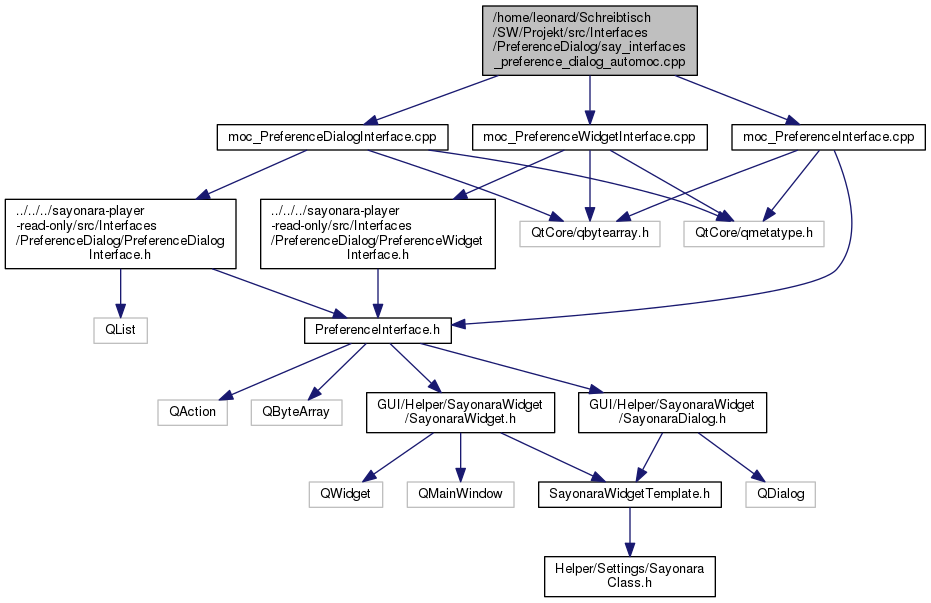 /home/leonard/Schreibtisch
/SW/Projekt/src/Interfaces
/PreferenceDialog/say_interfaces
_preference_dialog_automoc.cpp
moc_PreferenceDialogInterface.cpp
moc_PreferenceWidgetInterface.cpp
moc_PreferenceInterface.cpp
../../../sayonara-player
-read-only/src/Interfaces
/PreferenceDialog/PreferenceDialog
Interface.h
../../../sayonara-player
-read-only/src/Interfaces
/PreferenceDialog/PreferenceWidget
Interface.h
QtCore/qbytearray.h
QtCore/qmetatype.h
QList
PreferenceInterface.h
QAction
QByteArray
GUI/Helper/SayonaraWidget
/SayonaraWidget.h
GUI/Helper/SayonaraWidget
/SayonaraDialog.h
QWidget
QMainWindow
SayonaraWidgetTemplate.h
QDialog
Helper/Settings/Sayonara
Class.h